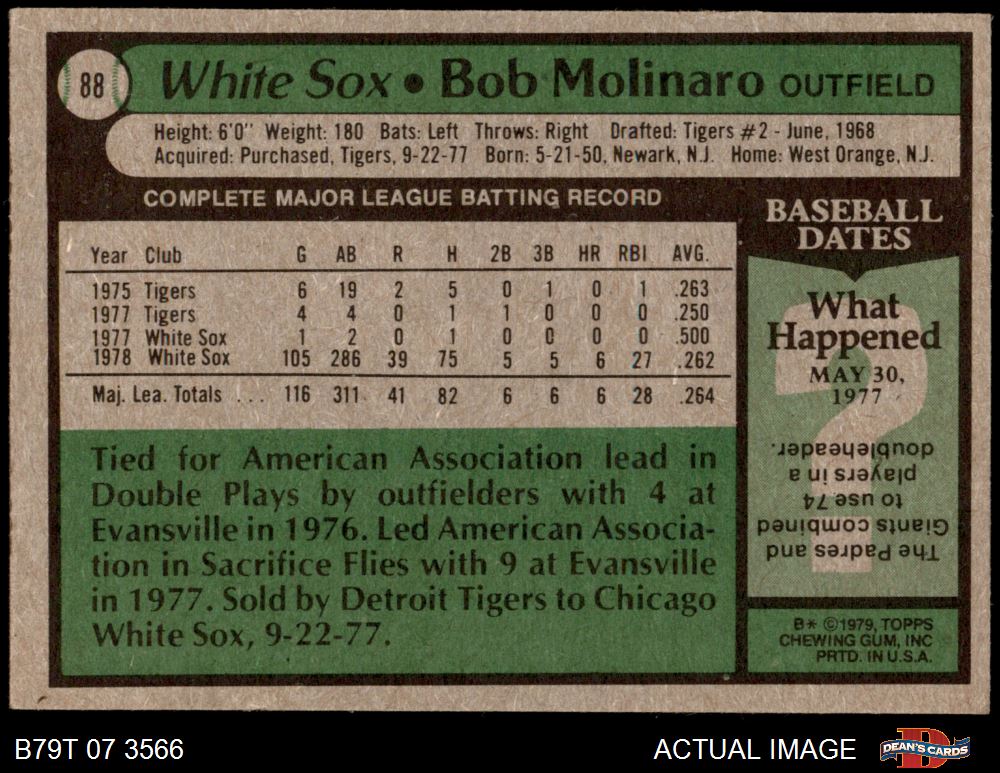 88
White Sox • Bob Molinaro OUTFIELD
Height: 6'0" Weight: 180 Bats: Left Throws: Right Drafted: Tigers #2 - June, 1968
Acquired: Purchased, Tigers, 9-22-77 Born: 5-21-50, Newark, N.J. Home: West Orange, N.J.
COMPLETE MAJOR LEAGUE BATTING RECORD
Year Club G AB R H 2B 3B HR RBI AVG.
1975 Tigers 6 19 2 5 0 1 0 1 .263
1977 Tigers 4 4 0 1 1 0 0 0 .250
1977 White Sox 1 2 0 1 0 0 0 0 .500
1978 White Sox 105 286 39 75 5 5 6 27 .262
Maj. Lea. Totals ... 116 311 41 82 6 6 6 28 .264
Tied for American Association lead in
Double Plays by outfielders with 4 at
Evansville in 1976. Led American Associa-
tion in Sacrifice Flies with 9 at Evansville
in 1977. Sold by Detroit Tigers to Chicago
White Sox, 9-22-77.
BASEBALL
DATES
What
Happened
MAY 30,
1977
?
The Padres and
Giants combined
to use 74
players in a
doubleheader.
B* ©1979, TOPPS
CHEWING GUM, INC
PRTD. IN U.S.A.
B79T 07 3566
ACTUAL IMAGE
DEAN'S CARDS